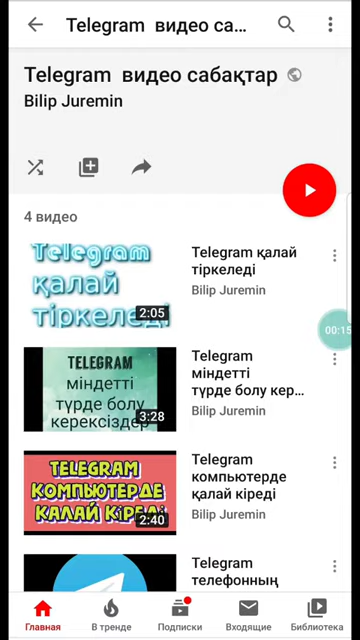 Telegram видео са...
Telegram видео сабақтар
Bilip Juremin
4 видео
Telegram
қалай
тіркеледі
2:05
Telegram қалай
тіркеледі
Bilip Juremin
00:15
TELEGRAM
міндетті
түрде болу
керексіздер
3:28
Telegram
міндетті
түрде болу кер...
Bilip Juremin
TELEGRAM
КОМПЬЮТЕРДЕ
ҚАЛАЙ КІРЕДІ
2:40
Telegram
компьютерде
қалай кіреді
Bilip Juremin
Telegram
телефонның
Главная
В тренде
Подписки
Входящие
Библиотека